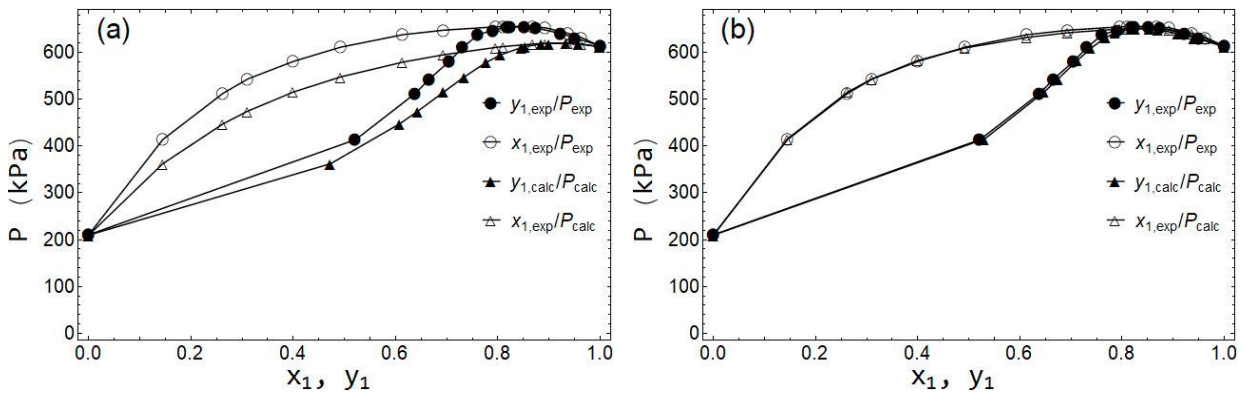 (a)
P (kPa)
600
500
400
300
200
100
0
y1,exp/Pexp
x1,exp/Pexp
y1,calc/Pcalc
x1,exp/Pcalc
0.0 0.2 0.4 0.6 0.8 1.0
x1, y1
(b)
P (kPa)
600
500
400
300
200
100
0
y1,exp/Pexp
x1,exp/Pexp
y1,calc/Pcalc
x1,exp/Pcalc
0.0 0.2 0.4 0.6 0.8 1.0
x1, y1